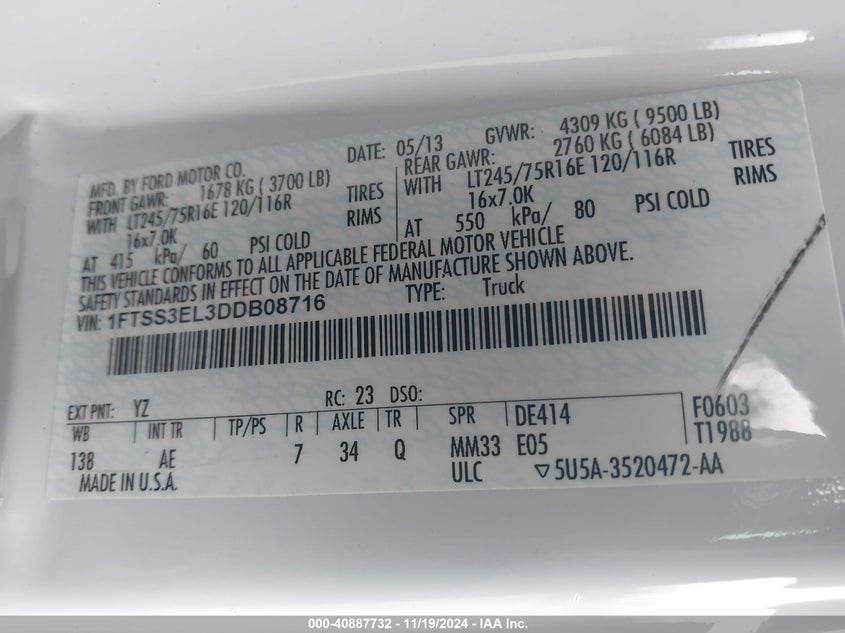 MFD. BY FORD MOTOR CO.
DATE: 05/13
GVWR: 4309 KG ( 9500 LB)
FRONT GAWR: 1678 KG ( 3700 LB)
WITH LT245/75R16E 120/116R TIRES
16x7.0K RIMS
AT 415 kPa/ 60 PSI COLD
REAR GAWR: 2760 KG ( 6084 LB)
WITH LT245/75R16E 120/116R TIRES
16x7.0K RIMS
AT 550 kPa/ 80 PSI COLD
THIS VEHICLE CONFORMS TO ALL APPLICABLE FEDERAL MOTOR VEHICLE
SAFETY STANDARDS IN EFFECT ON THE DATE OF MANUFACTURE SHOWN ABOVE.
VIN: 1FTSS3EL3DDB08716
TYPE: Truck
EXT PNT: YZ RC: 23 DSO:
WB INT TR TP/PS R AXLE TR SPR DE414 F0603
138 AE 7 34 Q MM33 E05 T1988
MADE IN U.S.A. ULC ▽5U5A-3520472-AA
000-40887732 - 11/19/2024 - IAA Inc.